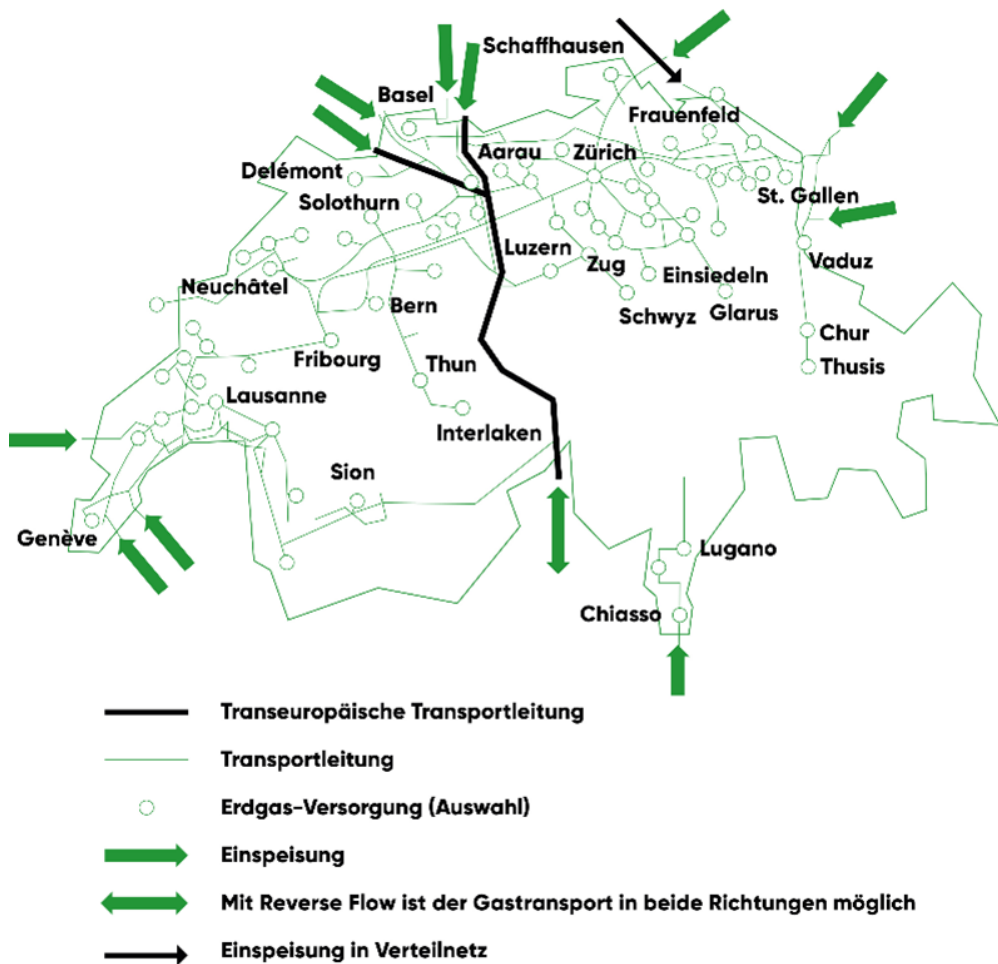 Schaffhausen
Basel
Frauenfeld
Aarau
Zürich
Delémont
St. Gallen
Solothurn
Luzern
Zug
Vaduz
Neuchâtel
Einsiedeln
Bern
Schwyz
Glarus
Chur
Fribourg
Thun
Thusis
Lausanne
Interlaken
Sion
Genève
Lugano
Chiasso
Transeuropäische Transportleitung
Transportleitung
Erdgas-Versorgung (Auswahl)
Einspeisung
Mit Reverse Flow ist der Gastransport in beide Richtungen möglich
Einspeisung in Verteilnetz